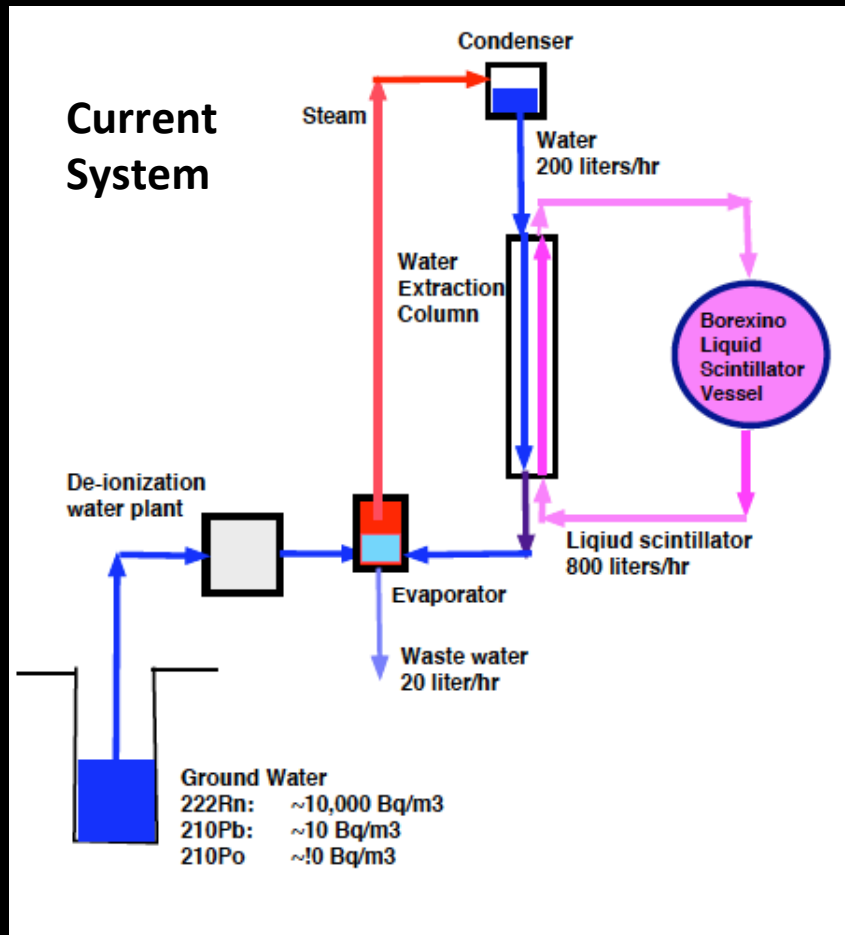 Condenser
Current
System
Steam
Water
200 liters/hr
Water
Extraction
Column
Borexino
Liquid
Scintillator
Vessel
De-ionization
water plant
Liqiud scintillator
800 liters/hr
Evaporator
Waste water
20 liter/hr
Ground Water
222Rn: ~10,000 Bq/m3
210Pb: ~10 Bq/m3
210Po ~!0 Bq/m3